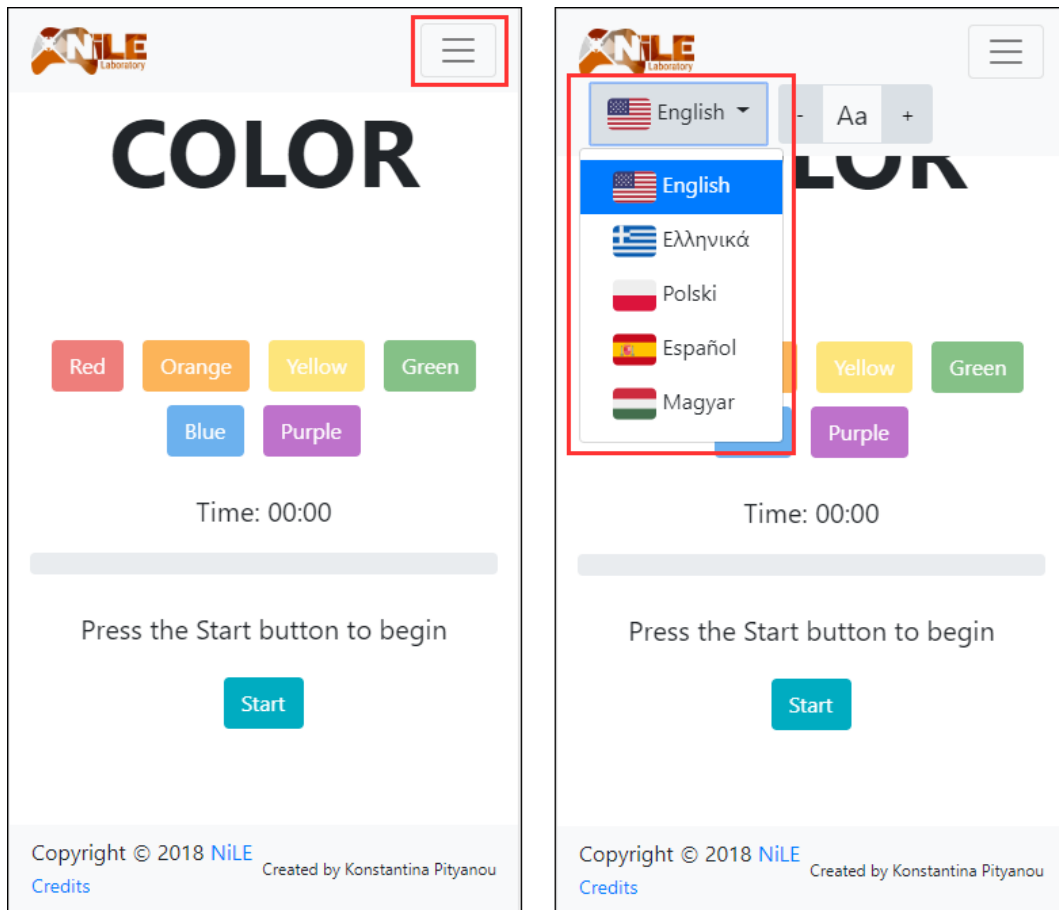 NiLE
Laboratory
COLOR
Red Orange Yellow Green
Blue Purple
Time: 00:00
Press the Start button to begin
Start
Copyright © 2018 NiLE
Credits
Created by Konstantina Pityanou
NiLE
Laboratory
English - Aa +
English
Ελληνικά
Polski
Español
Magyar
Yellow Green
Purple
Time: 00:00
Press the Start button to begin
Start
Copyright © 2018 NiLE
Credits
Created by Konstantina Pityanou